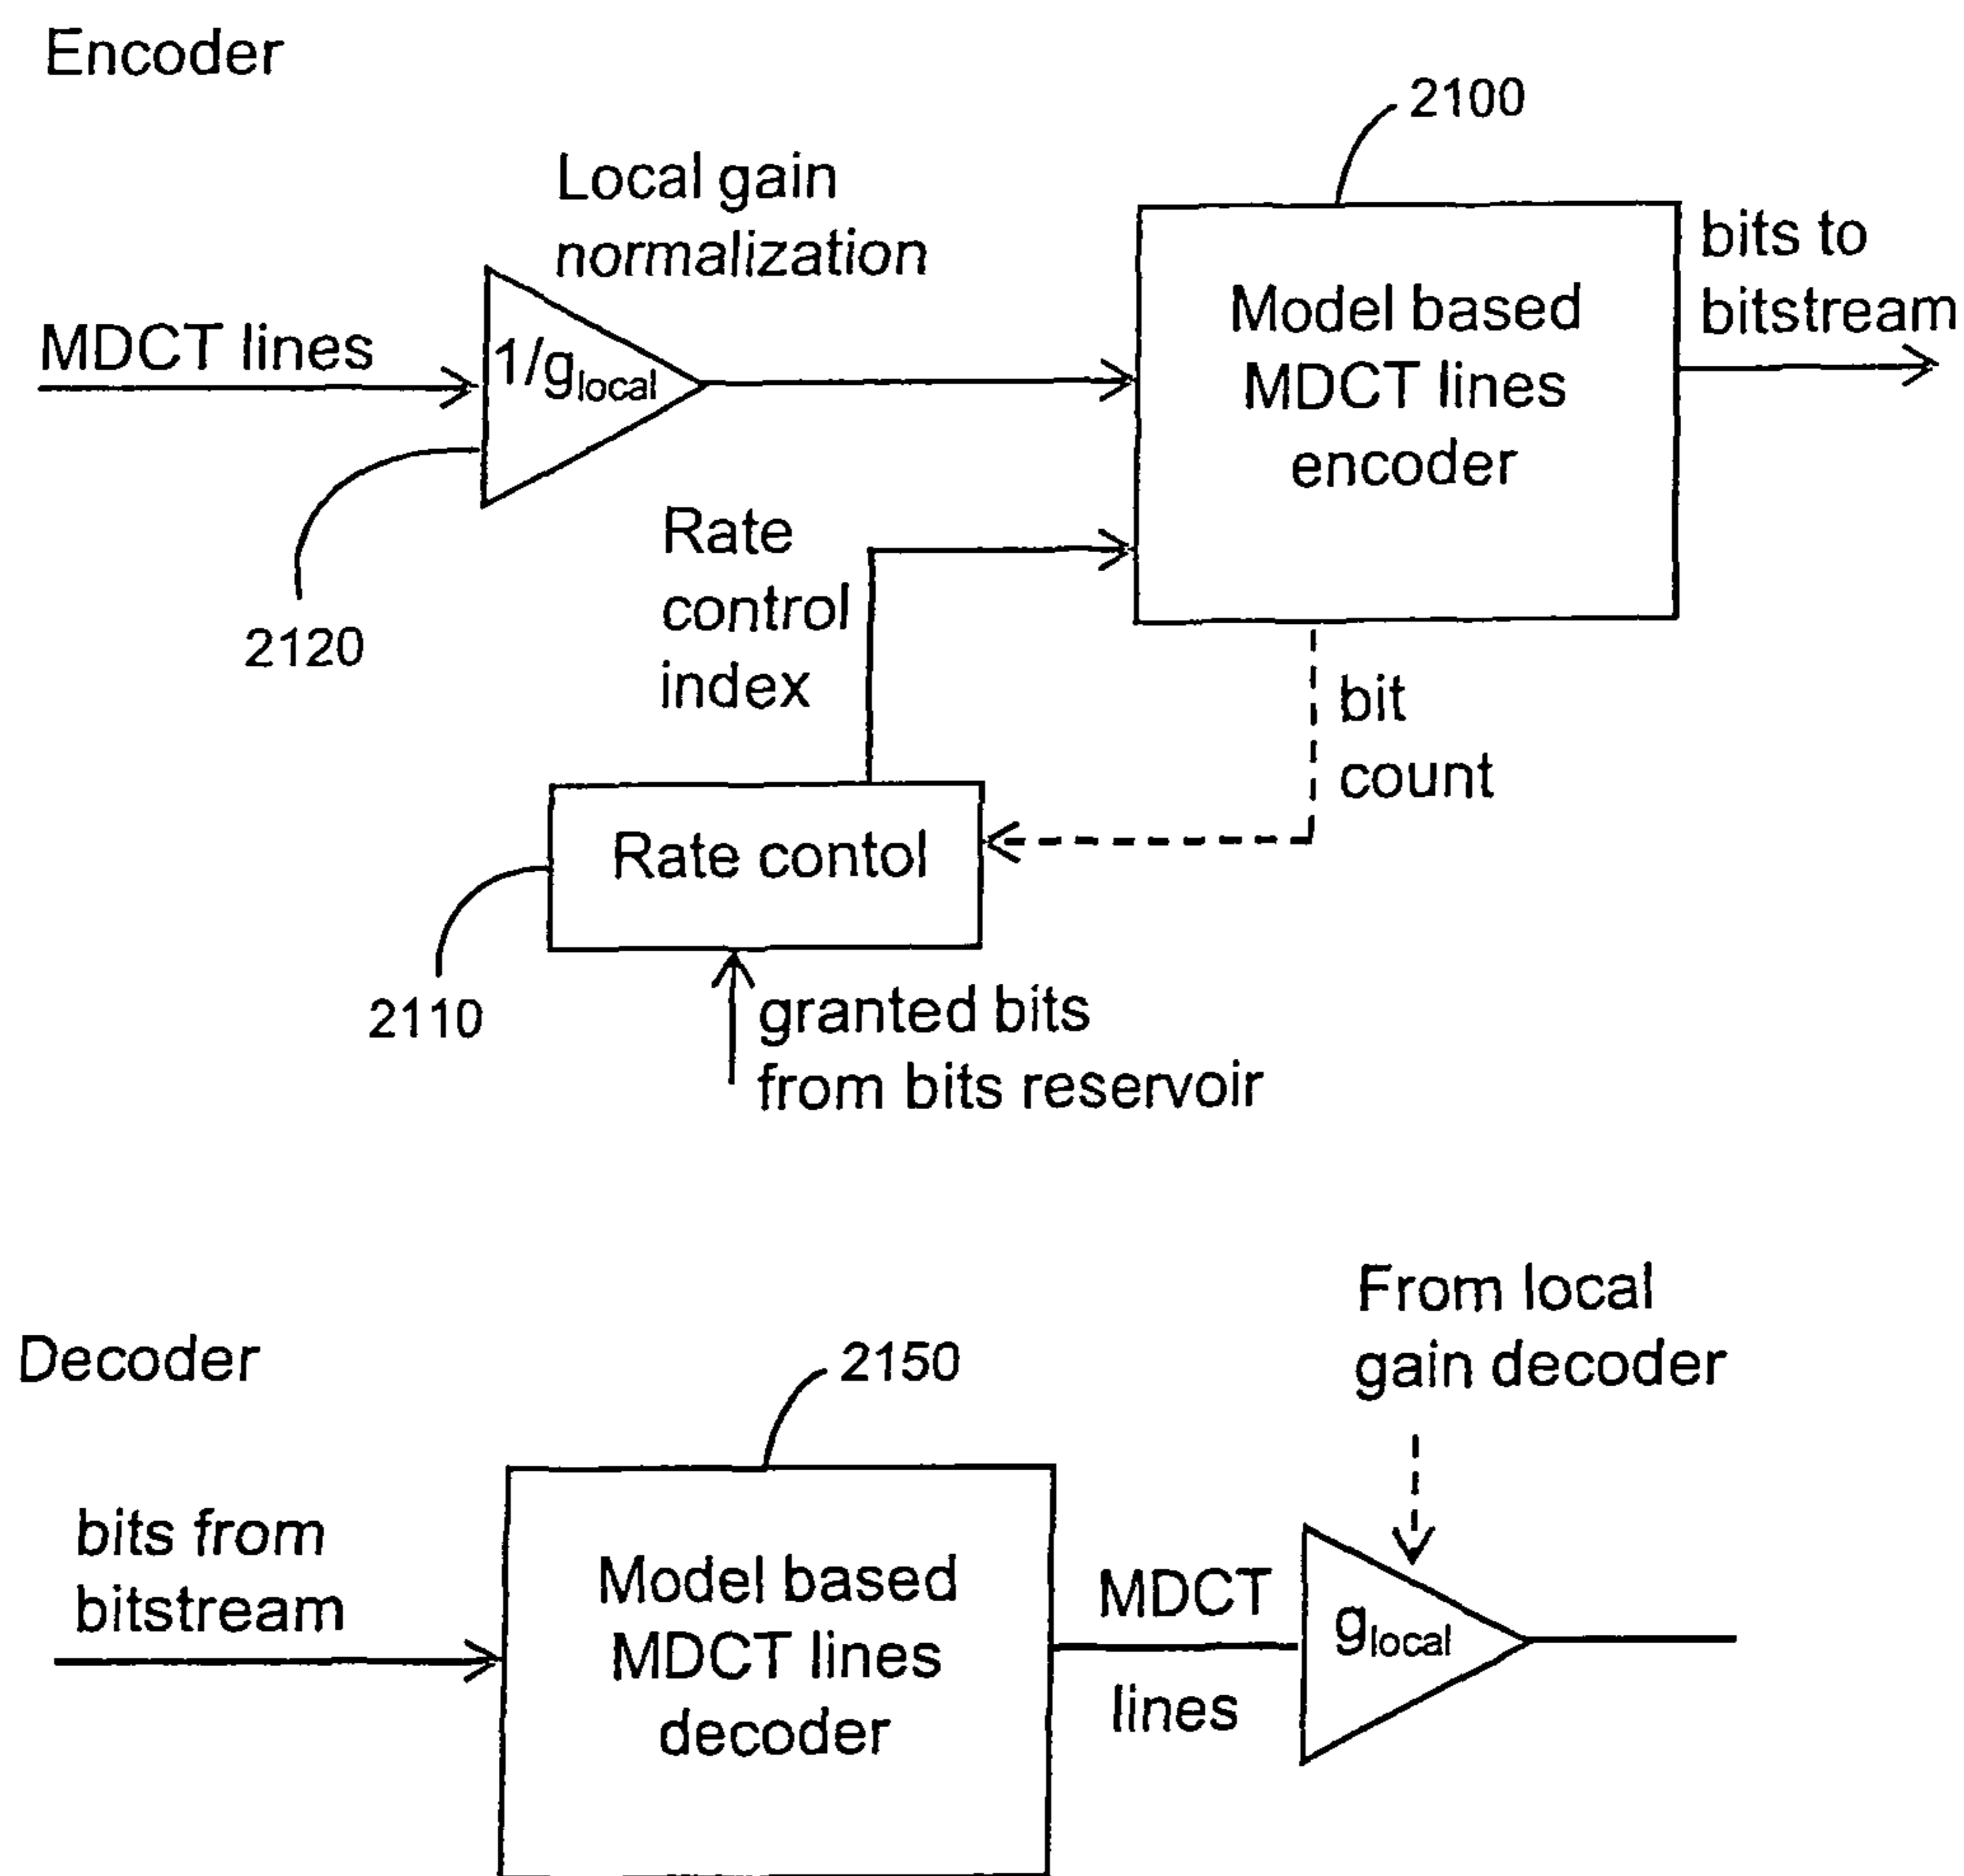 Encoder
2100
Local gain
normalization
bits to
bitstream
MDCT lines
1/glocal
Model based
MDCT lines
encoder
Rate
control
index
2120
bit
count
Rate contol
2110
granted bits
from bits reservoir
From local
gain decoder
Decoder
2150
bits from
bitstream
Model based
MDCT lines
decoder
MDCT
lines
glocal